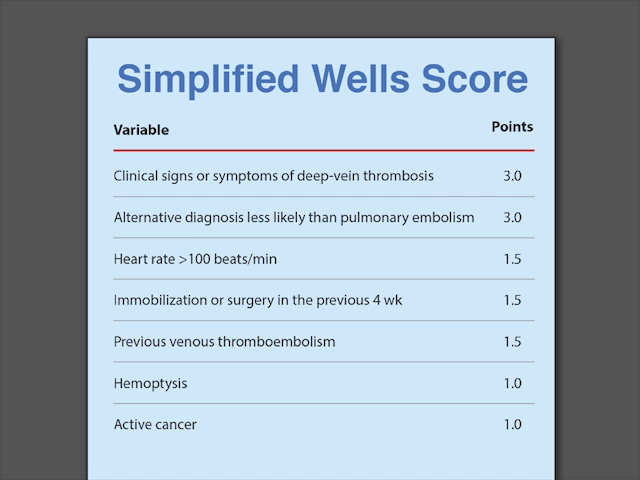 Simplified Wells Score
Variable Points
Clinical signs or symptoms of deep-vein thrombosis 3.0
Alternative diagnosis less likely than pulmonary embolism 3.0
Heart rate >100 beats/min 1.5
Immobilization or surgery in the previous 4 wk 1.5
Previous venous thromboembolism 1.5
Hemoptysis 1.0
Active cancer 1.0